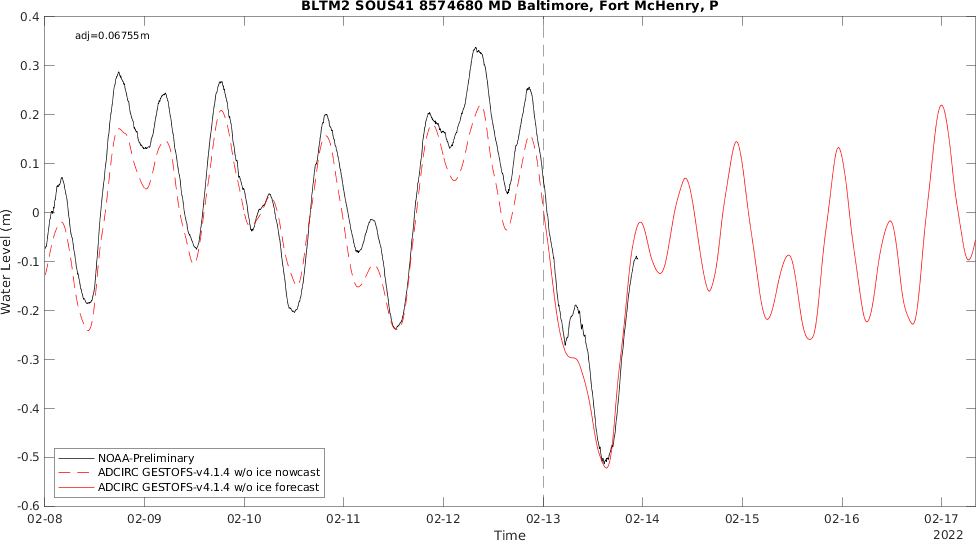 BLTM2 SOUS41 8574680 MD Baltimore, Fort McHenry, P
adj=0.06755m
0.4
0.3
0.2
0.1
0
-0.1
-0.2
-0.3
-0.4
-0.5
-0.6
Water Level (m)
NOAA-Preliminary
ADCIRC GESTOFS-v4.1.4 w/o ice nowcast
ADCIRC GESTOFS-v4.1.4 w/o ice forecast
02-08 02-09 02-10 02-11 02-12 02-13 02-14 02-15 02-16 02-17
Time
2022